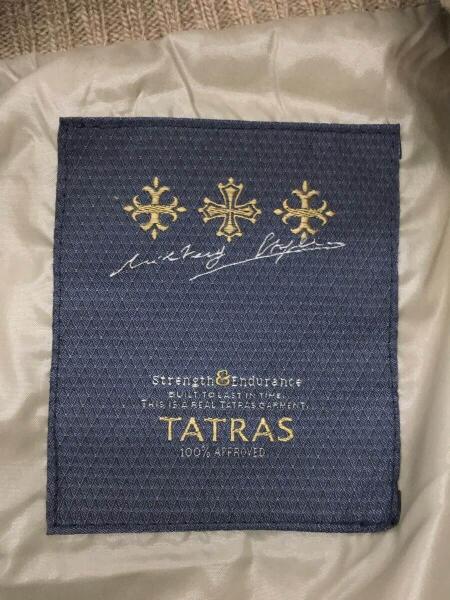 Strength & Endurance
BUILT TO LAST IN TIME.
THIS IS A REAL TATRAS GARMENT.
TATRAS
100% APPROVED